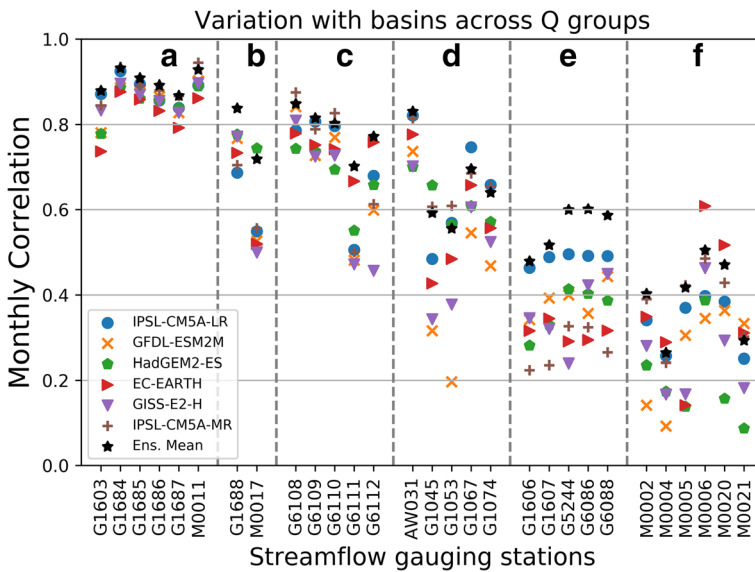 Variation with basins across Q groups
a b c d e f
1.0
0.8
0.6
0.4
0.2
0.0
Monthly Correlation
IPSL-CM5A-LR
GFDL-ESM2M
HadGEM2-ES
EC-EARTH
GISS-E2-H
IPSL-CM5A-MR
Ens. Mean
G1603
G1684
G1685
G1686
G1687
M0011
G1688
M0017
G6108
G6109
G6110
G6111
G6112
AW031
G1045
G1053
G1067
G1074
G1606
G1607
G5244
G6086
G6088
M0002
M0004
M0005
M0006
M0020
M0021
Streamflow gauging stations